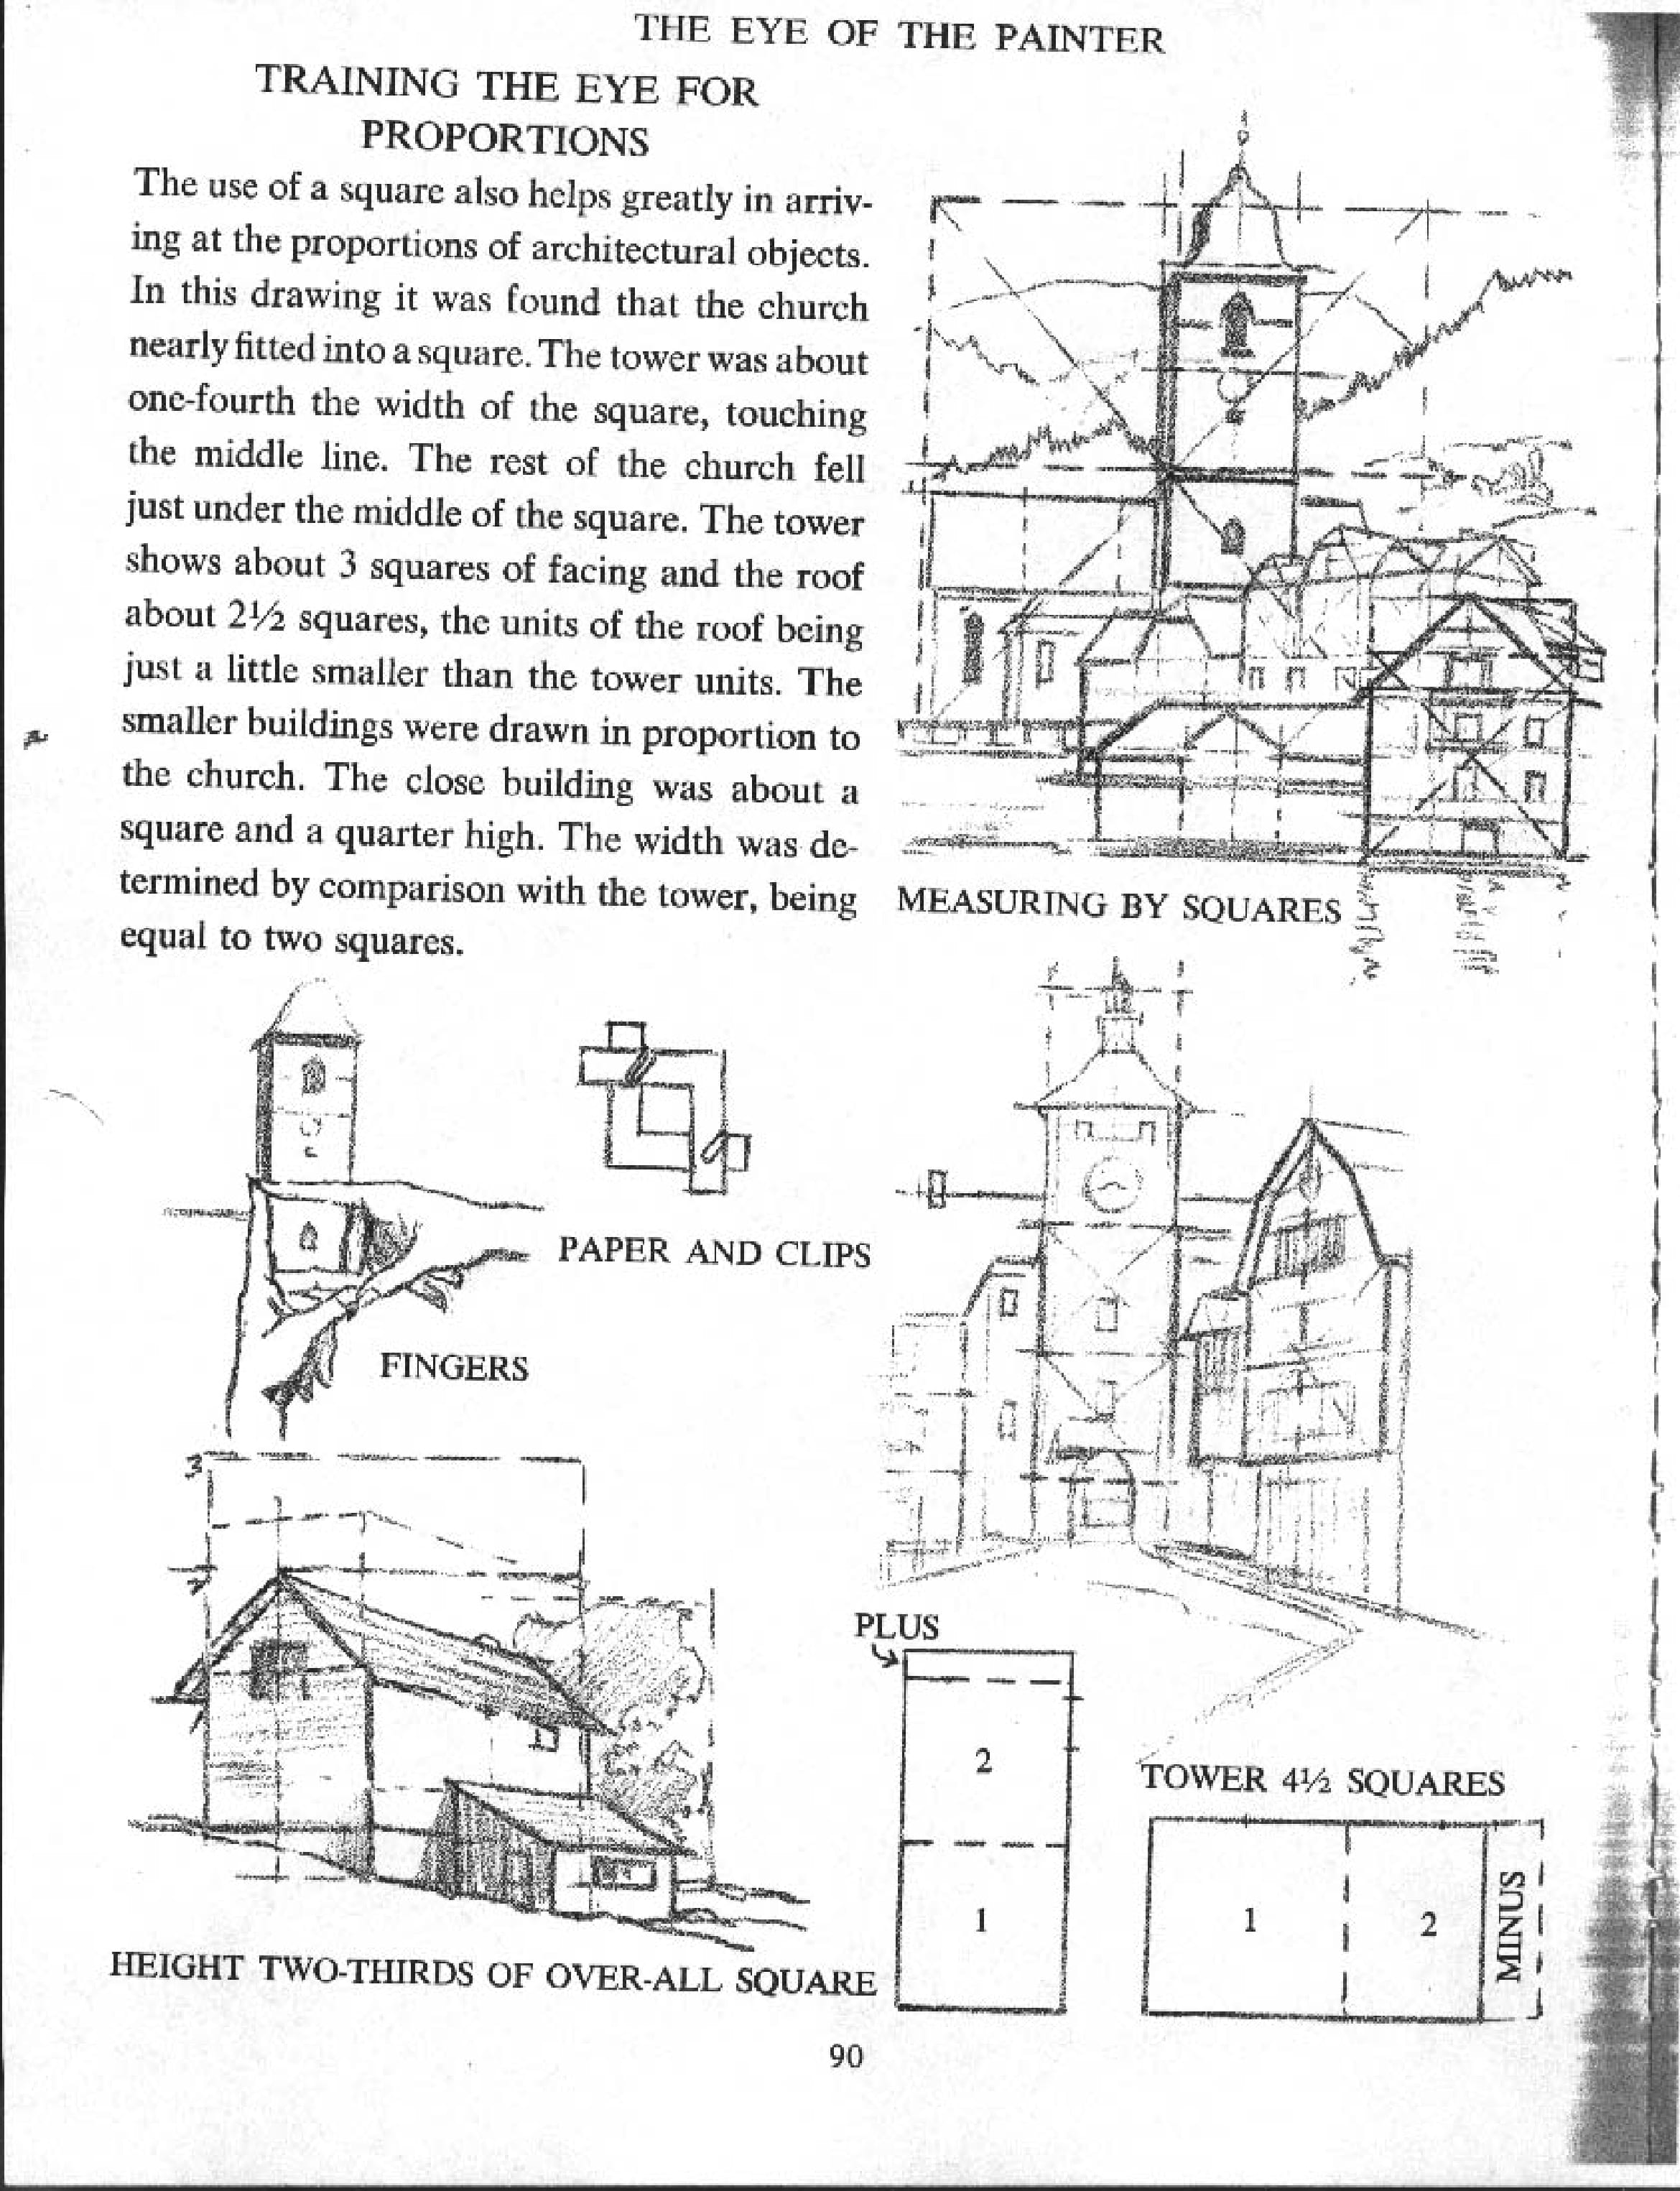 THE EYE OF THE PAINTER
TRAINING THE EYE FOR
PROPORTIONS
The use of a square also helps greatly in arriv-
ing at the proportions of architectural objects.
In this drawing it was found that the church
nearly fitted into a square. The tower was about
one-fourth the width of the square, touching
the middle line. The rest of the church fell
just under the middle of the square. The tower
shows about 3 squares of facing and the roof
about 2½ squares, the units of the roof being
just a little smaller than the tower units. The
smaller buildings were drawn in proportion to
the church. The close building was about a
square and a quarter high. The width was de-
termined by comparison with the tower, being
equal to two squares.
MEASURING BY SQUARES
PAPER AND CLIPS
FINGERS
3
2
1
HEIGHT TWO-THIRDS OF OVER-ALL SQUARE
PLUS
2
1
TOWER 4½ SQUARES
1
2
MINUS
90